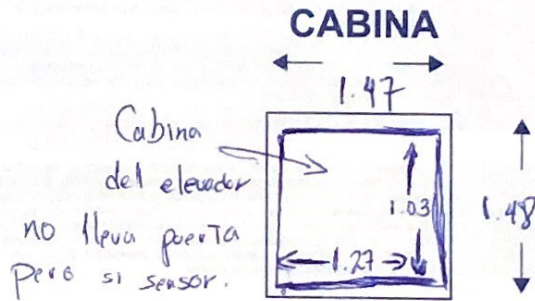 CABINA
1.47
Cabina
del elevador
no lleva puerta
pero si sensor.
1.03
1.48
1.27